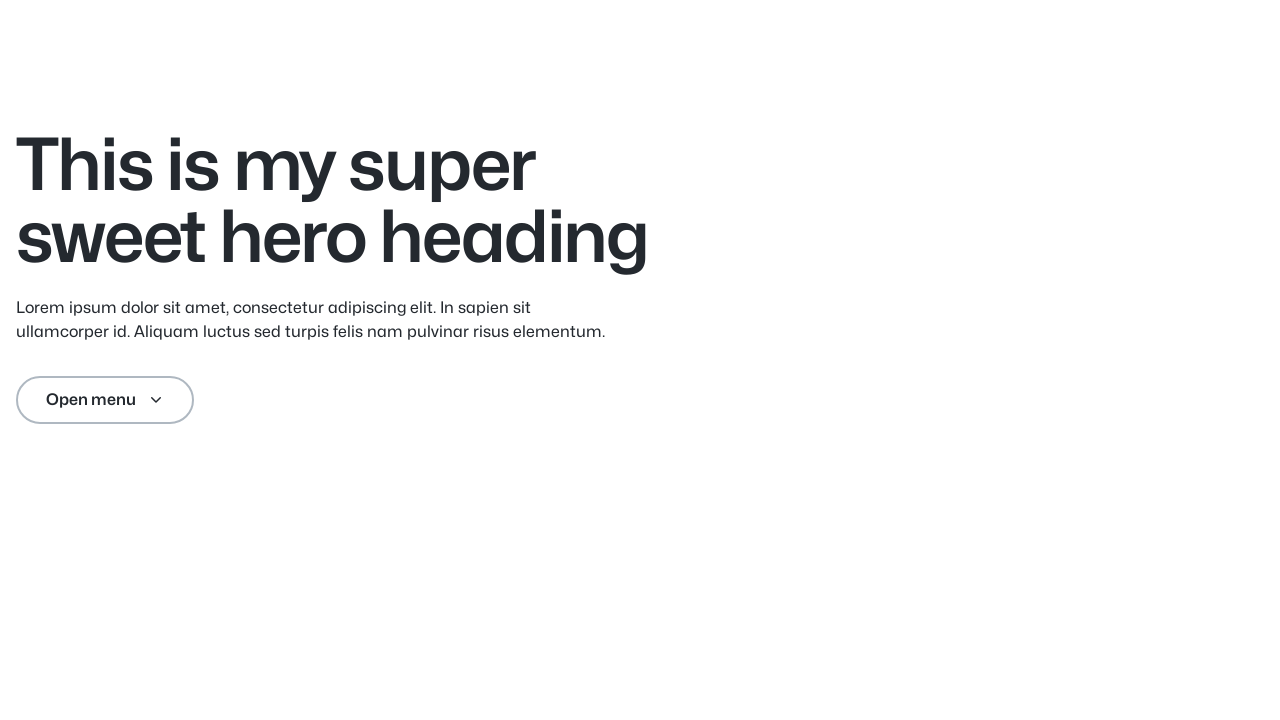 This is my super
sweet hero heading
Lorem ipsum dolor sit amet, consectetur adipiscing elit. In sapien sit
ullamcorper id. Aliquam luctus sed turpis felis nam pulvinar risus elementum.
Open menu